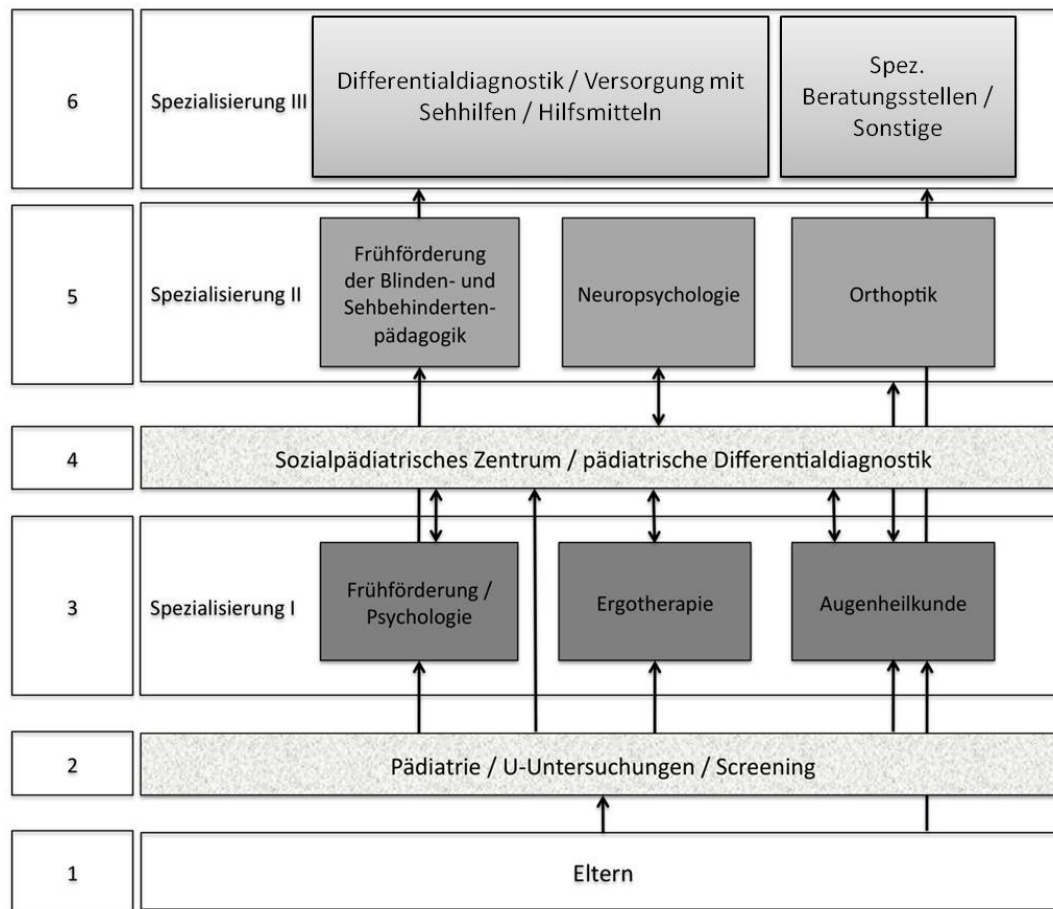 6
Spezialisierung III
Differentialdiagnostik / Versorgung mit
Sehhilfen / Hilfsmitteln
Spez.
Beratungsstellen /
Sonstige
5
Spezialisierung II
Frühförderung
der Blinden- und
Sehbehinderten-
pädagogik
Neuropsychologie
Orthoptik
4
Sozialpädiatrisches Zentrum / pädiatrische Differentialdiagnostik
3
Spezialisierung I
Frühförderung /
Psychologie
Ergotherapie
Augenheilkunde
2
Pädiatrie / U-Untersuchungen / Screening
1
Eltern